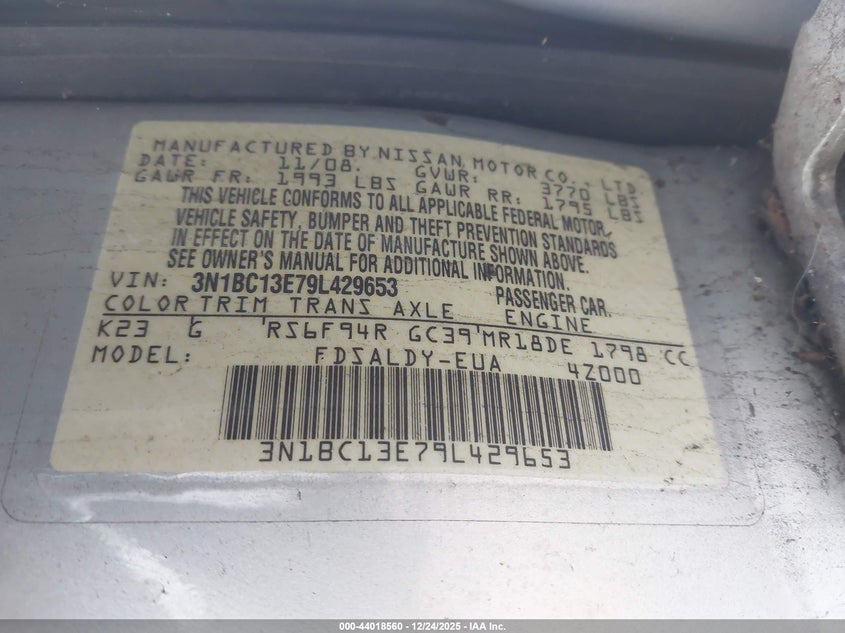 MANUFACTURED BY NISSAN MOTOR CO., LTD.
DATE: 11/08. GVWR: 3770 LBS
GAWR FR: 1993 LBS GAWR RR: 1795 LBS
THIS VEHICLE CONFORMS TO ALL APPLICABLE FEDERAL MOTOR
VEHICLE SAFETY, BUMPER AND THEFT PREVENTION STANDARDS
IN EFFECT ON THE DATE OF MANUFACTURE SHOWN ABOVE.
SEE OWNER'S MANUAL FOR ADDITIONAL INFORMATION.
VIN: 3N1BC13E79L429653 PASSENGER CAR.
COLOR TRIM TRANS AXLE ENGINE
K23 G RS6F94R GC39 MR18DE 1798 CC
MODEL: FDSALDY-EUA 4Z000
3N1BC13E79L429653
000-44018560 - 12/24/2025 - IAA Inc.